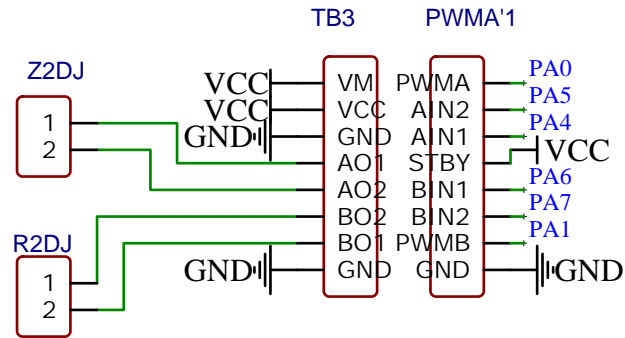 TB3 PWMA'1
Z2DJ
VCC VM PWMA PA0
1 VCC VCC AIN2 PA5
2 GND GND AIN1 PA4
AO1 STBY VCC
AO2 BIN1 PA6
BO2 BIN2 PA7
R2DJ BO1 PWMB PA1
1 GND GND GND GND
2